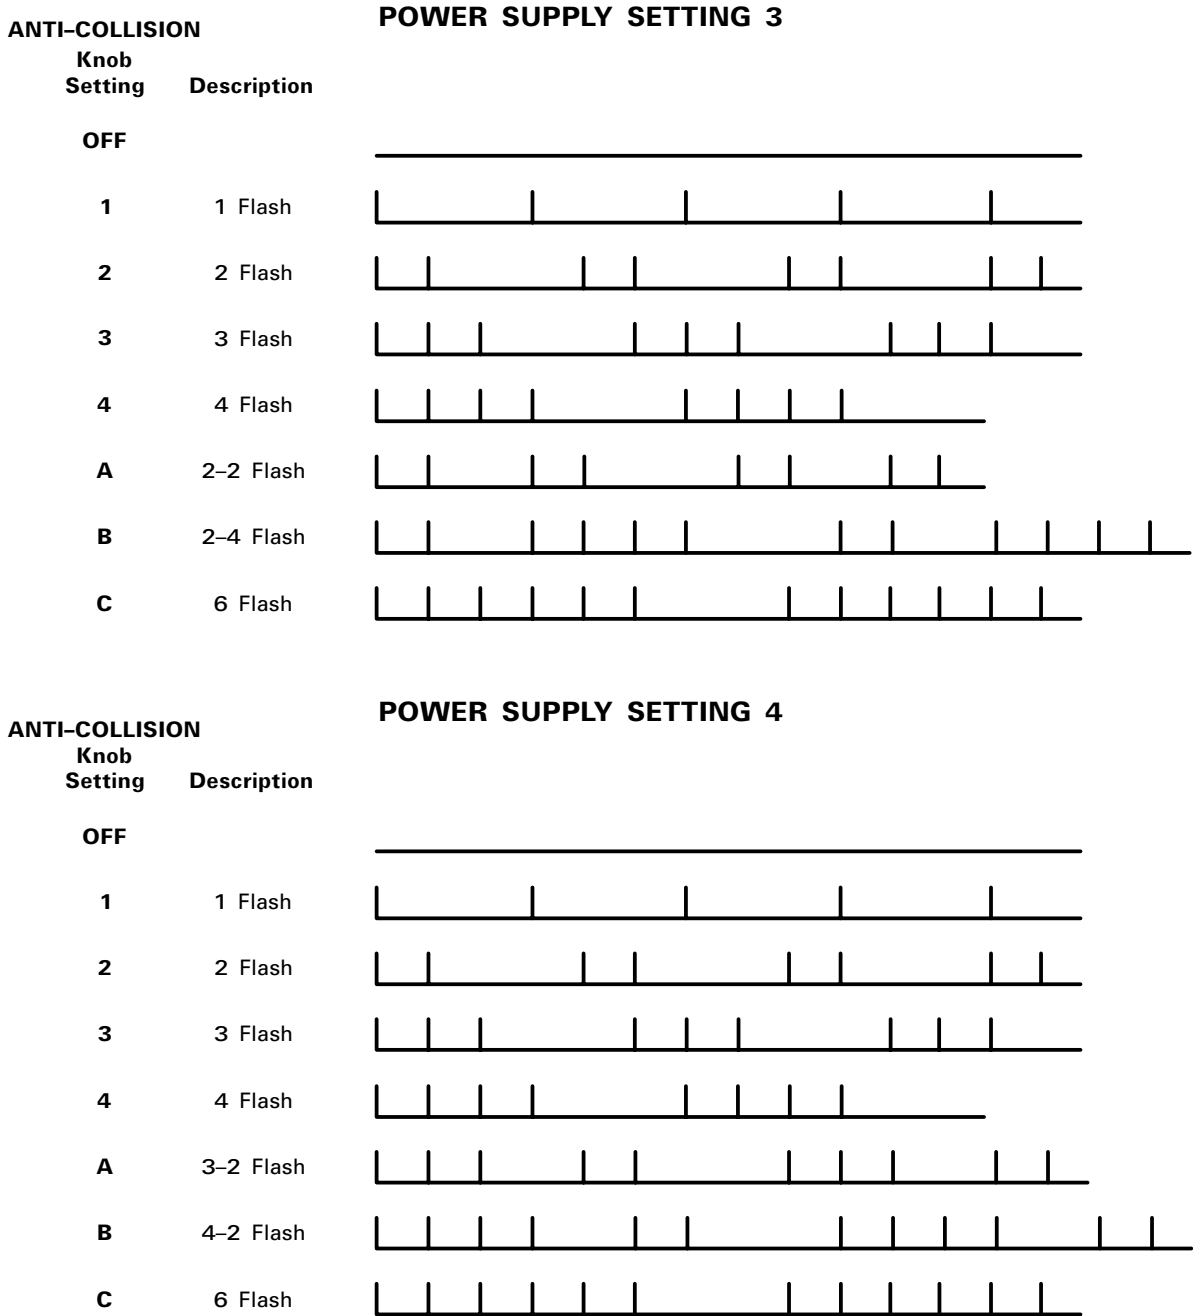 POWER SUPPLY SETTING 3
ANTI–COLLISION
Knob
Setting Description
OFF
1 1 Flash
2 2 Flash
3 3 Flash
4 4 Flash
A 2–2 Flash
B 2–4 Flash
C 6 Flash
POWER SUPPLY SETTING 4
ANTI–COLLISION
Knob
Setting Description
OFF
1 1 Flash
2 2 Flash
3 3 Flash
4 4 Flash
A 3–2 Flash
B 4–2 Flash
C 6 Flash